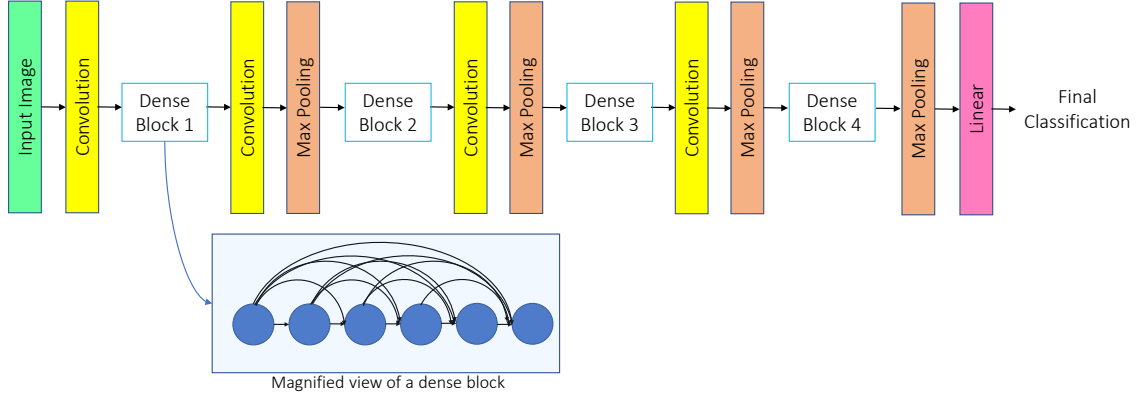 Input Image
Convolution
Dense
Block 1
Convolution
Max Pooling
Dense
Block 2
Convolution
Max Pooling
Dense
Block 3
Convolution
Max Pooling
Dense
Block 4
Max Pooling
Linear
Final
Classification
Magnified view of a dense block